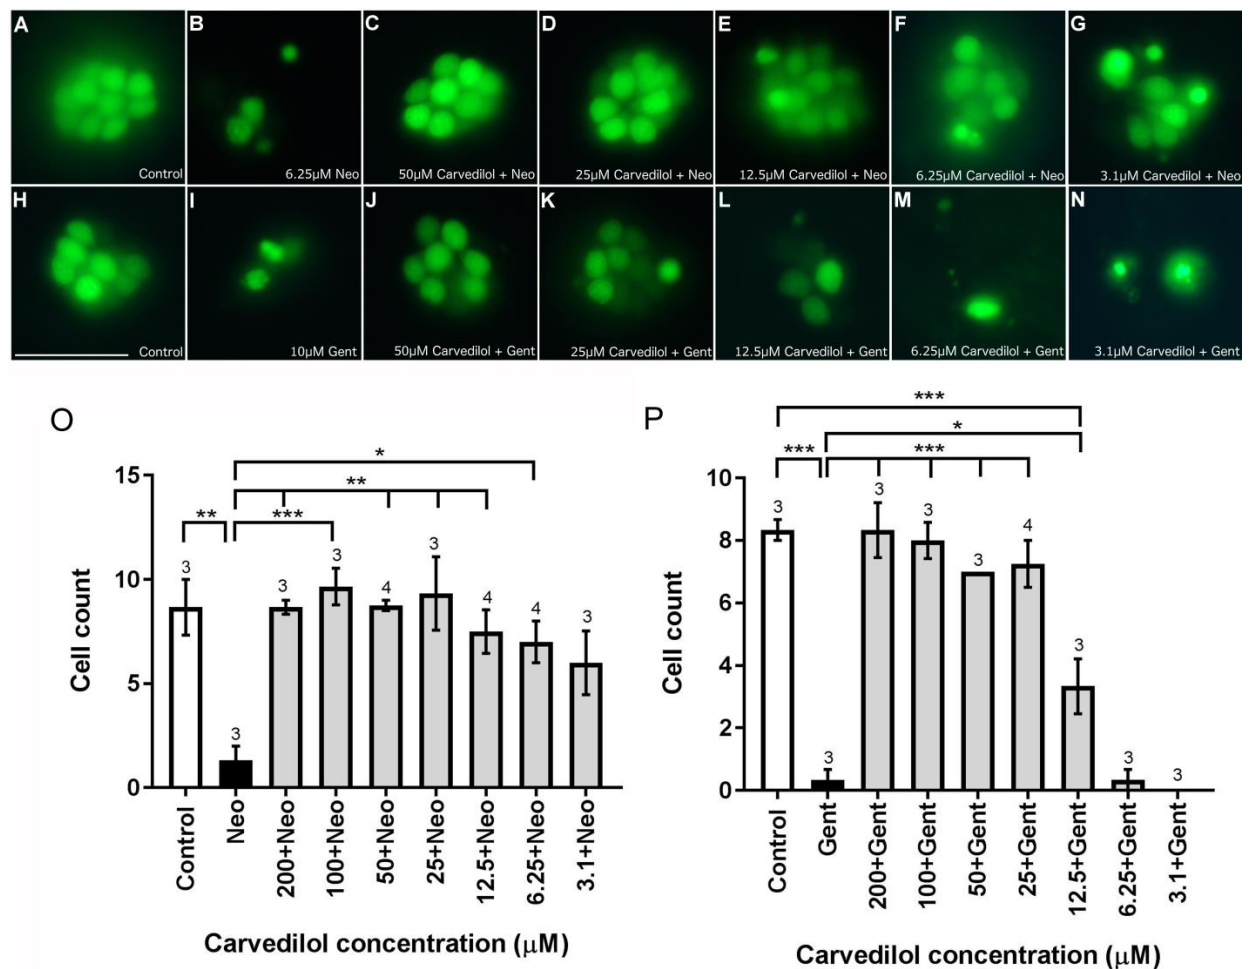 A B C D E F G
Control 6.25μM Neo 50μM Carvedilol + Neo 25μM Carvedilol + Neo 12.5μM Carvedilol + Neo 6.25μM Carvedilol + Neo 3.1μM Carvedilol + Neo
H I J K L M N
Control 10μM Gent 50μM Carvedilol + Gent 25μM Carvedilol + Gent 12.5μM Carvedilol + Gent 6.25μM Carvedilol + Gent 3.1μM Carvedilol + Gent
O
*
**
** ***
15
10
5
0
Cell count
3 3 3 3 4 3 4 4 3
Control
Neo
200+Neo
100+Neo
50+Neo
25+Neo
12.5+Neo
6.25+Neo
3.1+Neo
Carvedilol concentration (μM)
P
***
*
*** ***
10
8
6
4
2
0
Cell count
3 3 3 3 3 4 3 3 3
Control
Gent
200+Gent
100+Gent
50+Gent
25+Gent
12.5+Gent
6.25+Gent
3.1+Gent
Carvedilol concentration (μM)